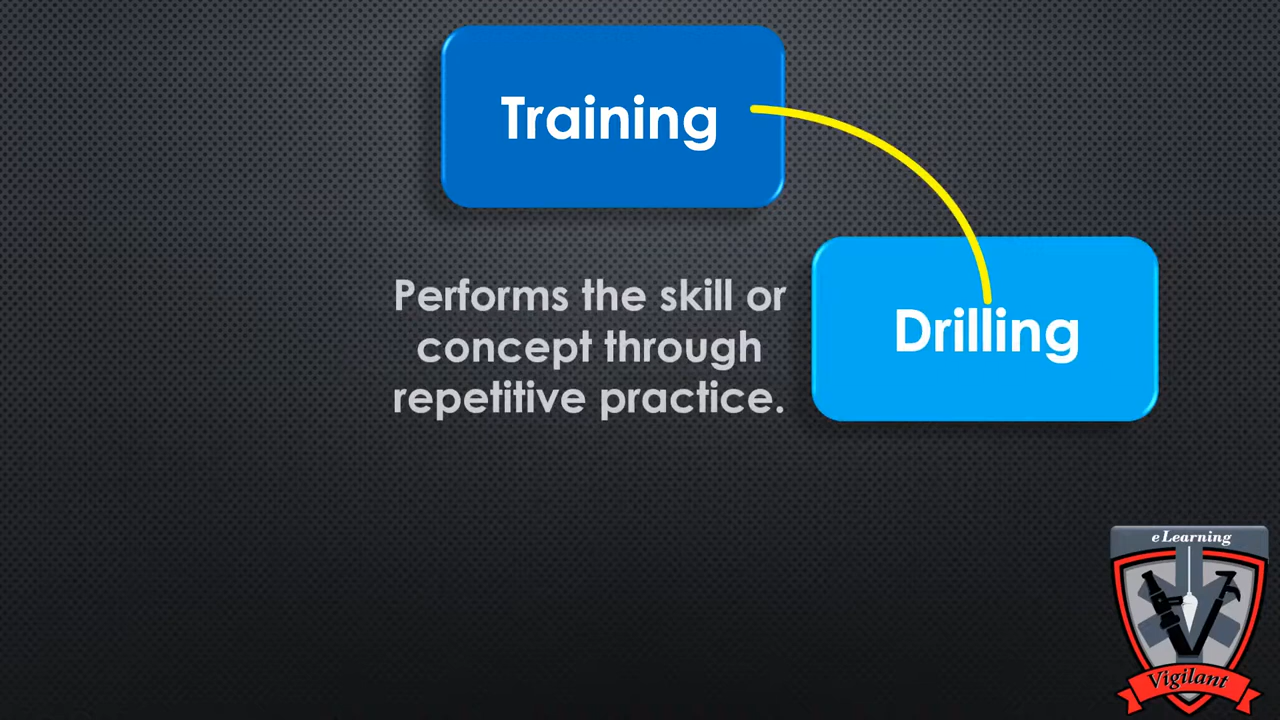 Training
Performs the skill or
concept through
repetitive practice.
Drilling
eLearning
Vigilant